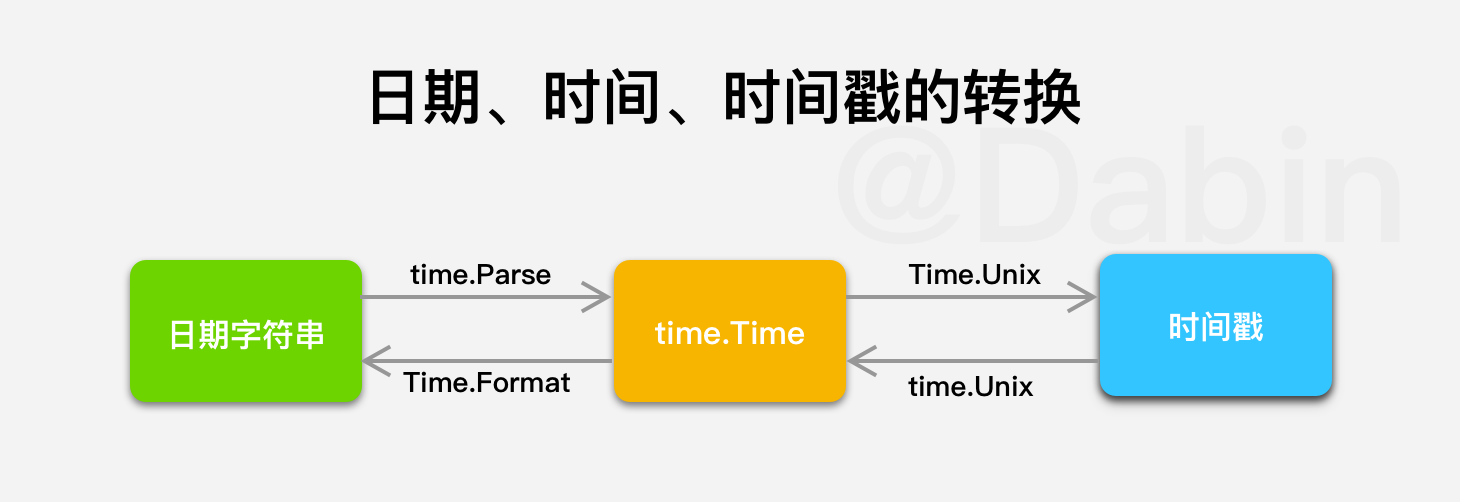 日期、时间、时间戳的转换
@Dabin
time.Parse
Time.Unix
日期字符串
time.Time
时间戳
Time.Format
time.Unix